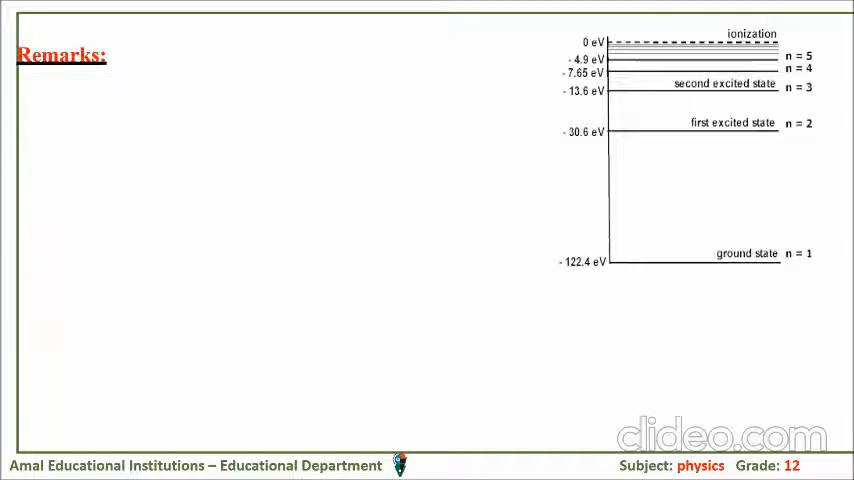 Remarks:
ionization
0 eV
- 4.9 eV n = 5
- 7.65 eV n = 4
second excited state
- 13.6 eV n = 3
first excited state n = 2
- 30.6 eV
ground state n = 1
- 122.4 eV
clideo.com
Amal Educational Institutions – Educational Department Subject: physics Grade: 12